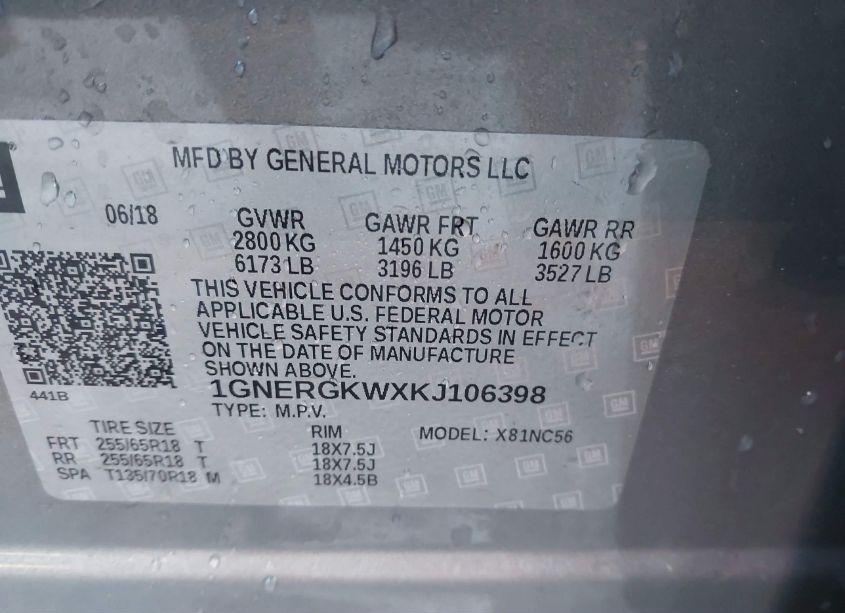 MFD BY GENERAL MOTORS LLC
06/18 GVWR GAWR FRT GAWR RR
2800 KG 1450 KG 1600 KG
6173 LB 3196 LB 3527 LB
THIS VEHICLE CONFORMS TO ALL
APPLICABLE U.S. FEDERAL MOTOR
VEHICLE SAFETY STANDARDS IN EFFECT
ON THE DATE OF MANUFACTURE
SHOWN ABOVE.
441B 1GNERGKWXKJ106398
TYPE: M.P.V.
TIRE SIZE RIM MODEL: X81NC56
FRT 255/65R18 T 18X7.5J
RR 255/65R18 T 18X7.5J
SPA T135/70R18 M 18X4.5B